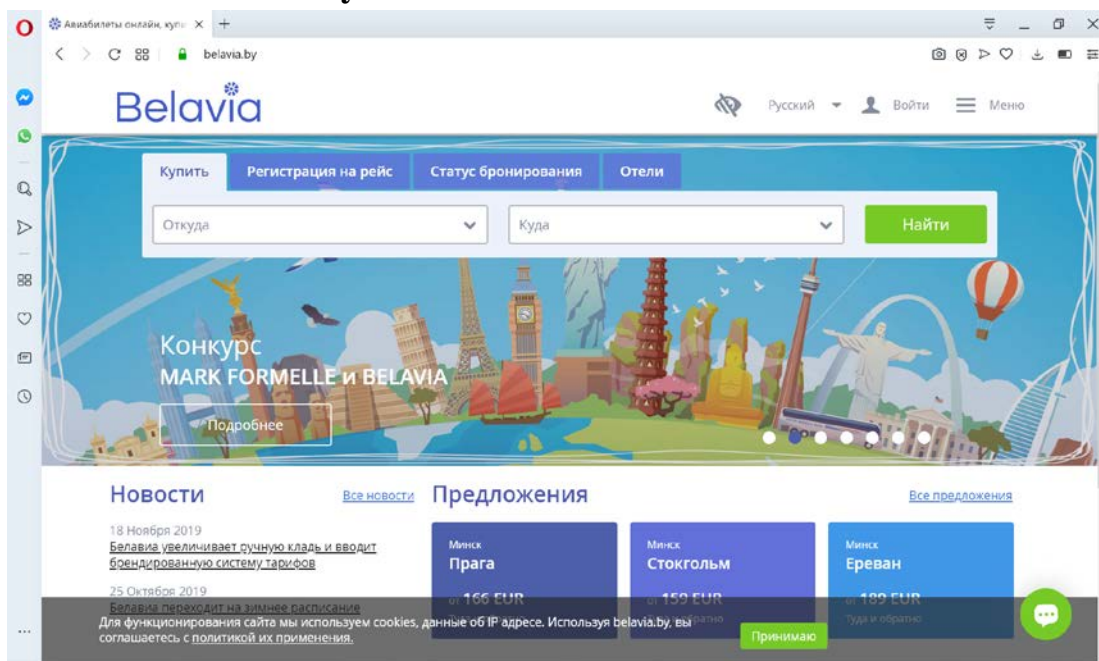 Авиабилеты онлайн, купи
belavia.by
Belavia
Русский
Войти
Меню
Купить
Регистрация на рейс
Статус бронирования
Отели
Откуда
Куда
Найти
Конкурс
MARK FORMELLE и BELAVIA
Подробнее
Новости
Все новости
18 Ноября 2019
Белавиа увеличивает ручную кладь и вводит
брендированную систему тарифов
25 Октября 2019
Белавиа переходит на зимнее расписание
Предложения
Все предложения
Минск
Прага
от 166 EUR
Минск
Стокгольм
от 159 EUR
Минск
Ереван
от 189 EUR
Туда и обратно
Для функционирования сайта мы используем cookies, данные об IP адресе. Используя belavia.by, вы
соглашаетесь с политикой их применения.
Принимаю